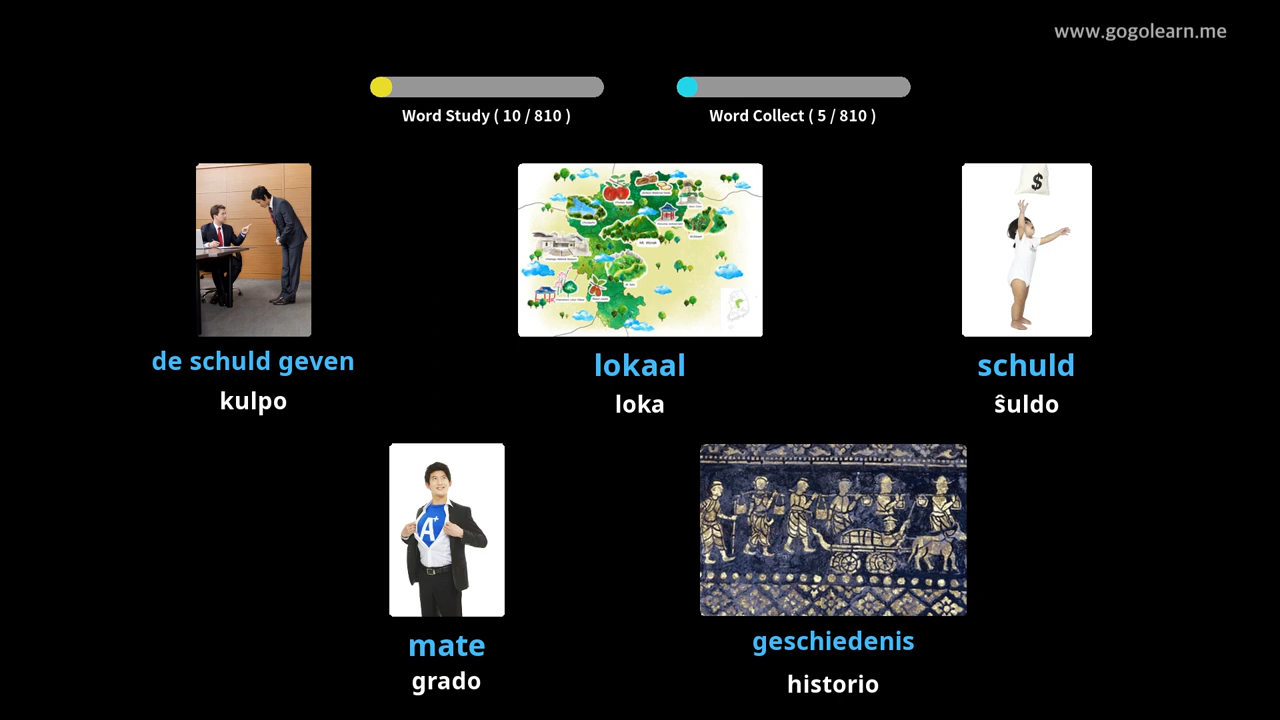 www.gogolearn.me
Word Study ( 10 / 810 )
Word Collect ( 5 / 810 )
$
de schuld geven
kulpo
lokaal
loka
schuld
ŝuldo
A+
mate
grado
geschiedenis
historio